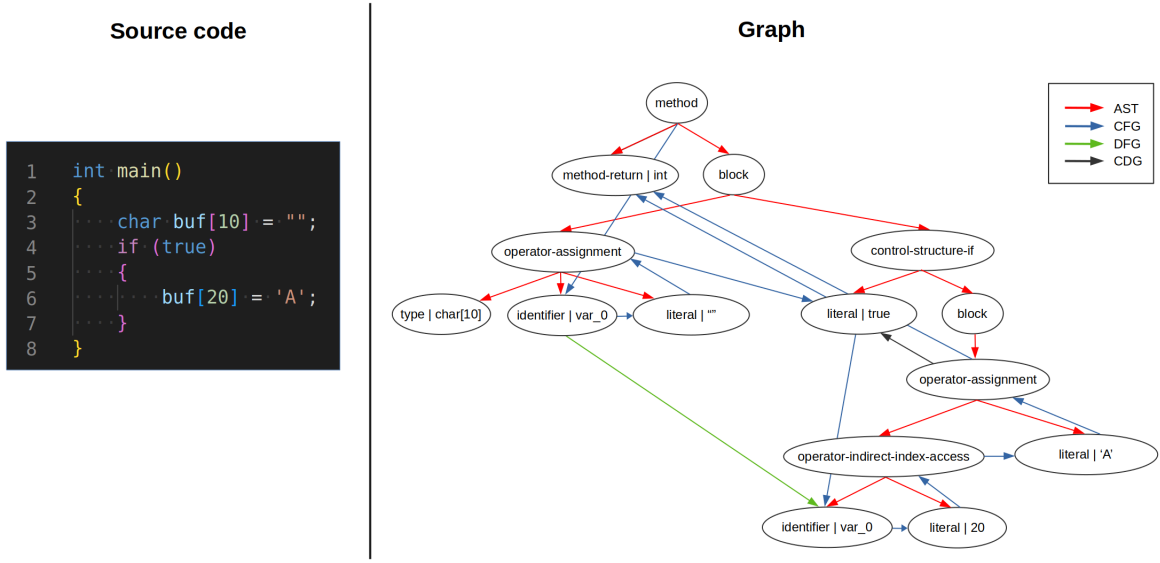 Source code
1 int main()
2 {
3 ····char buf[10] = "";
4 ····if (true)
5 ····{
6 ········buf[20] = 'A';
7 ····}
8 }
Graph
method
method-return | int
block
operator-assignment
control-structure-if
type | char[10]
identifier | var_0
literal | “”
literal | true
block
operator-assignment
operator-indirect-index-access
literal | ‘A’
identifier | var_0
literal | 20
AST
CFG
DFG
CDG